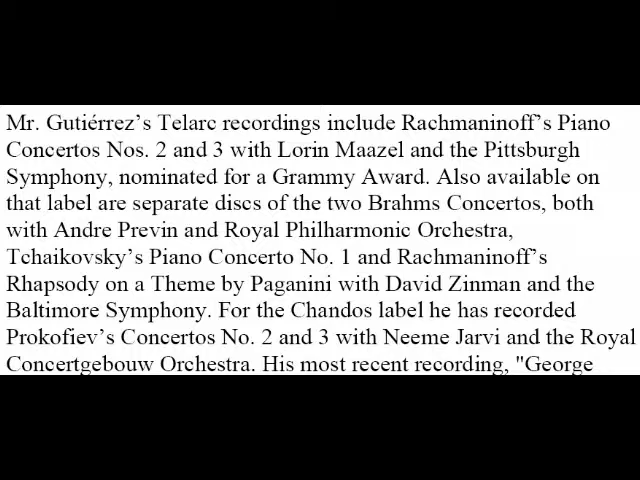 Mr. Gutiérrez’s Telarc recordings include Rachmaninoff’s Piano
Concertos Nos. 2 and 3 with Lorin Maazel and the Pittsburgh
Symphony, nominated for a Grammy Award. Also available on
that label are separate discs of the two Brahms Concertos, both
with Andre Previn and Royal Philharmonic Orchestra,
Tchaikovsky’s Piano Concerto No. 1 and Rachmaninoff’s
Rhapsody on a Theme by Paganini with David Zinman and the
Baltimore Symphony. For the Chandos label he has recorded
Prokofiev’s Concertos No. 2 and 3 with Neeme Jarvi and the Royal
Concertgebouw Orchestra. His most recent recording, "George